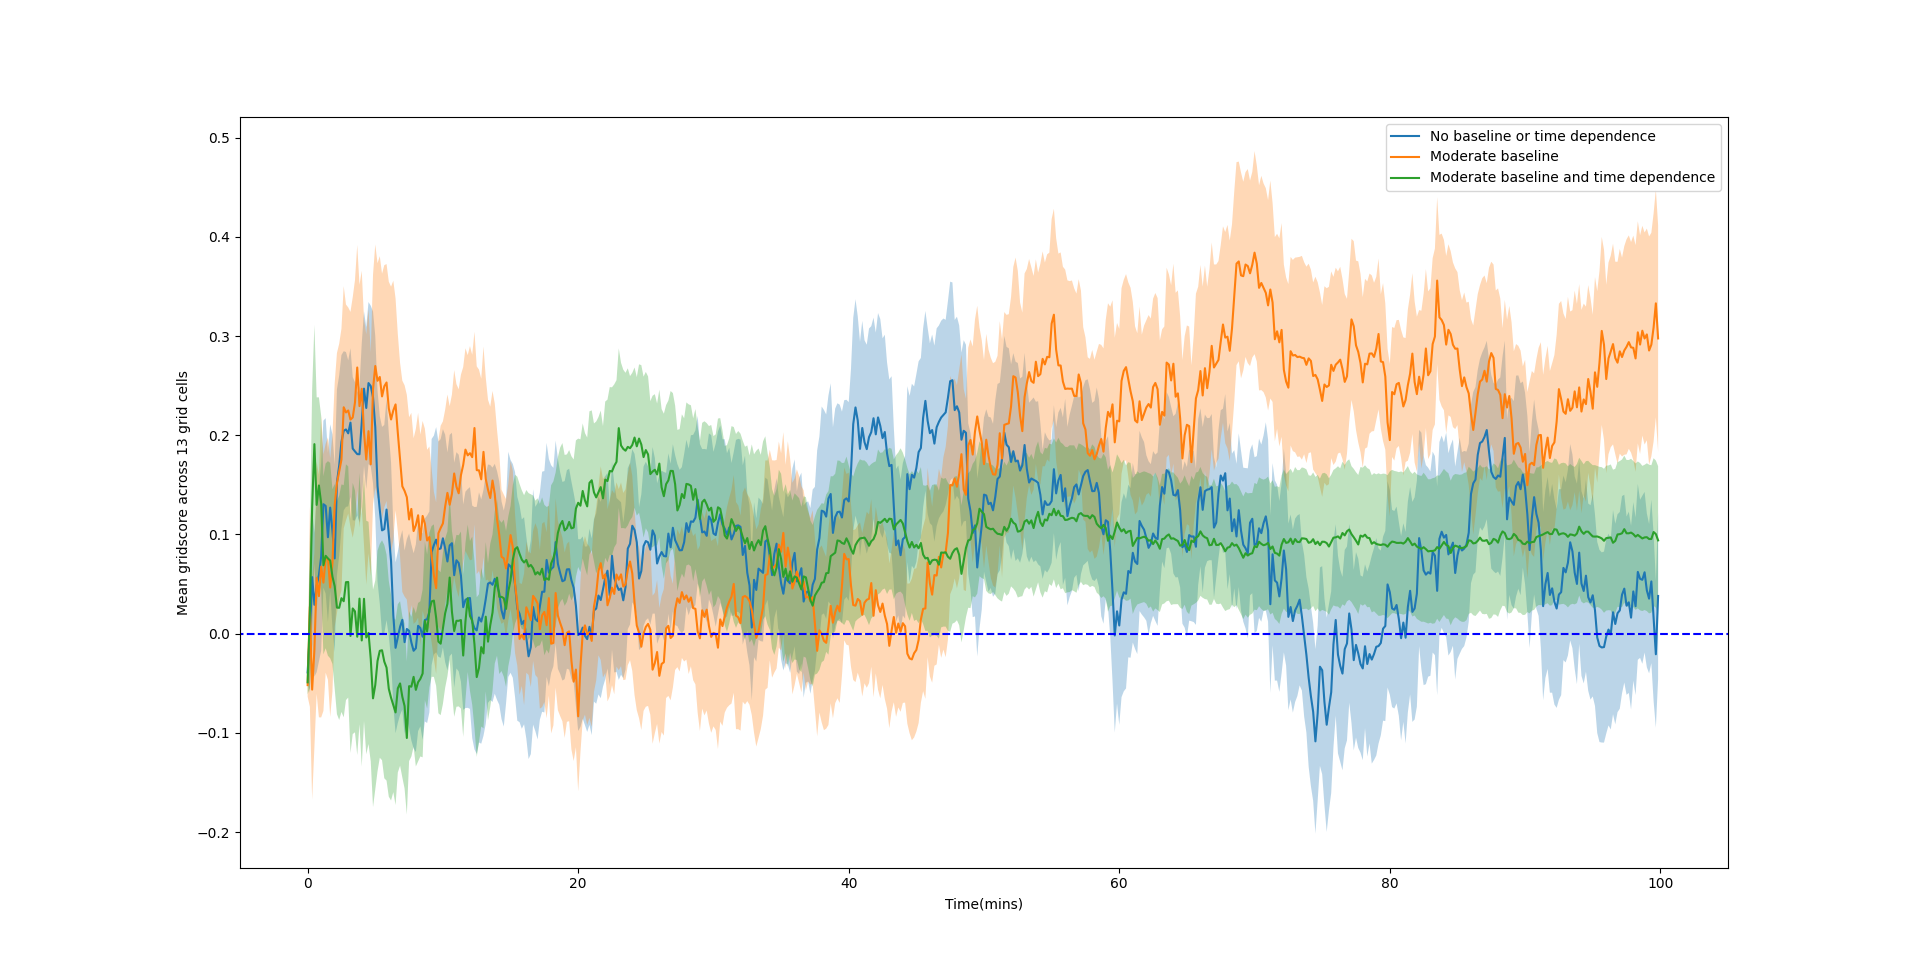 No baseline or time dependence
Moderate baseline
Moderate baseline and time dependence
Mean gridscore across 13 grid cells
0.5
0.4
0.3
0.2
0.1
0.0
−0.1
−0.2
0 20 40 60 80 100
Time(mins)